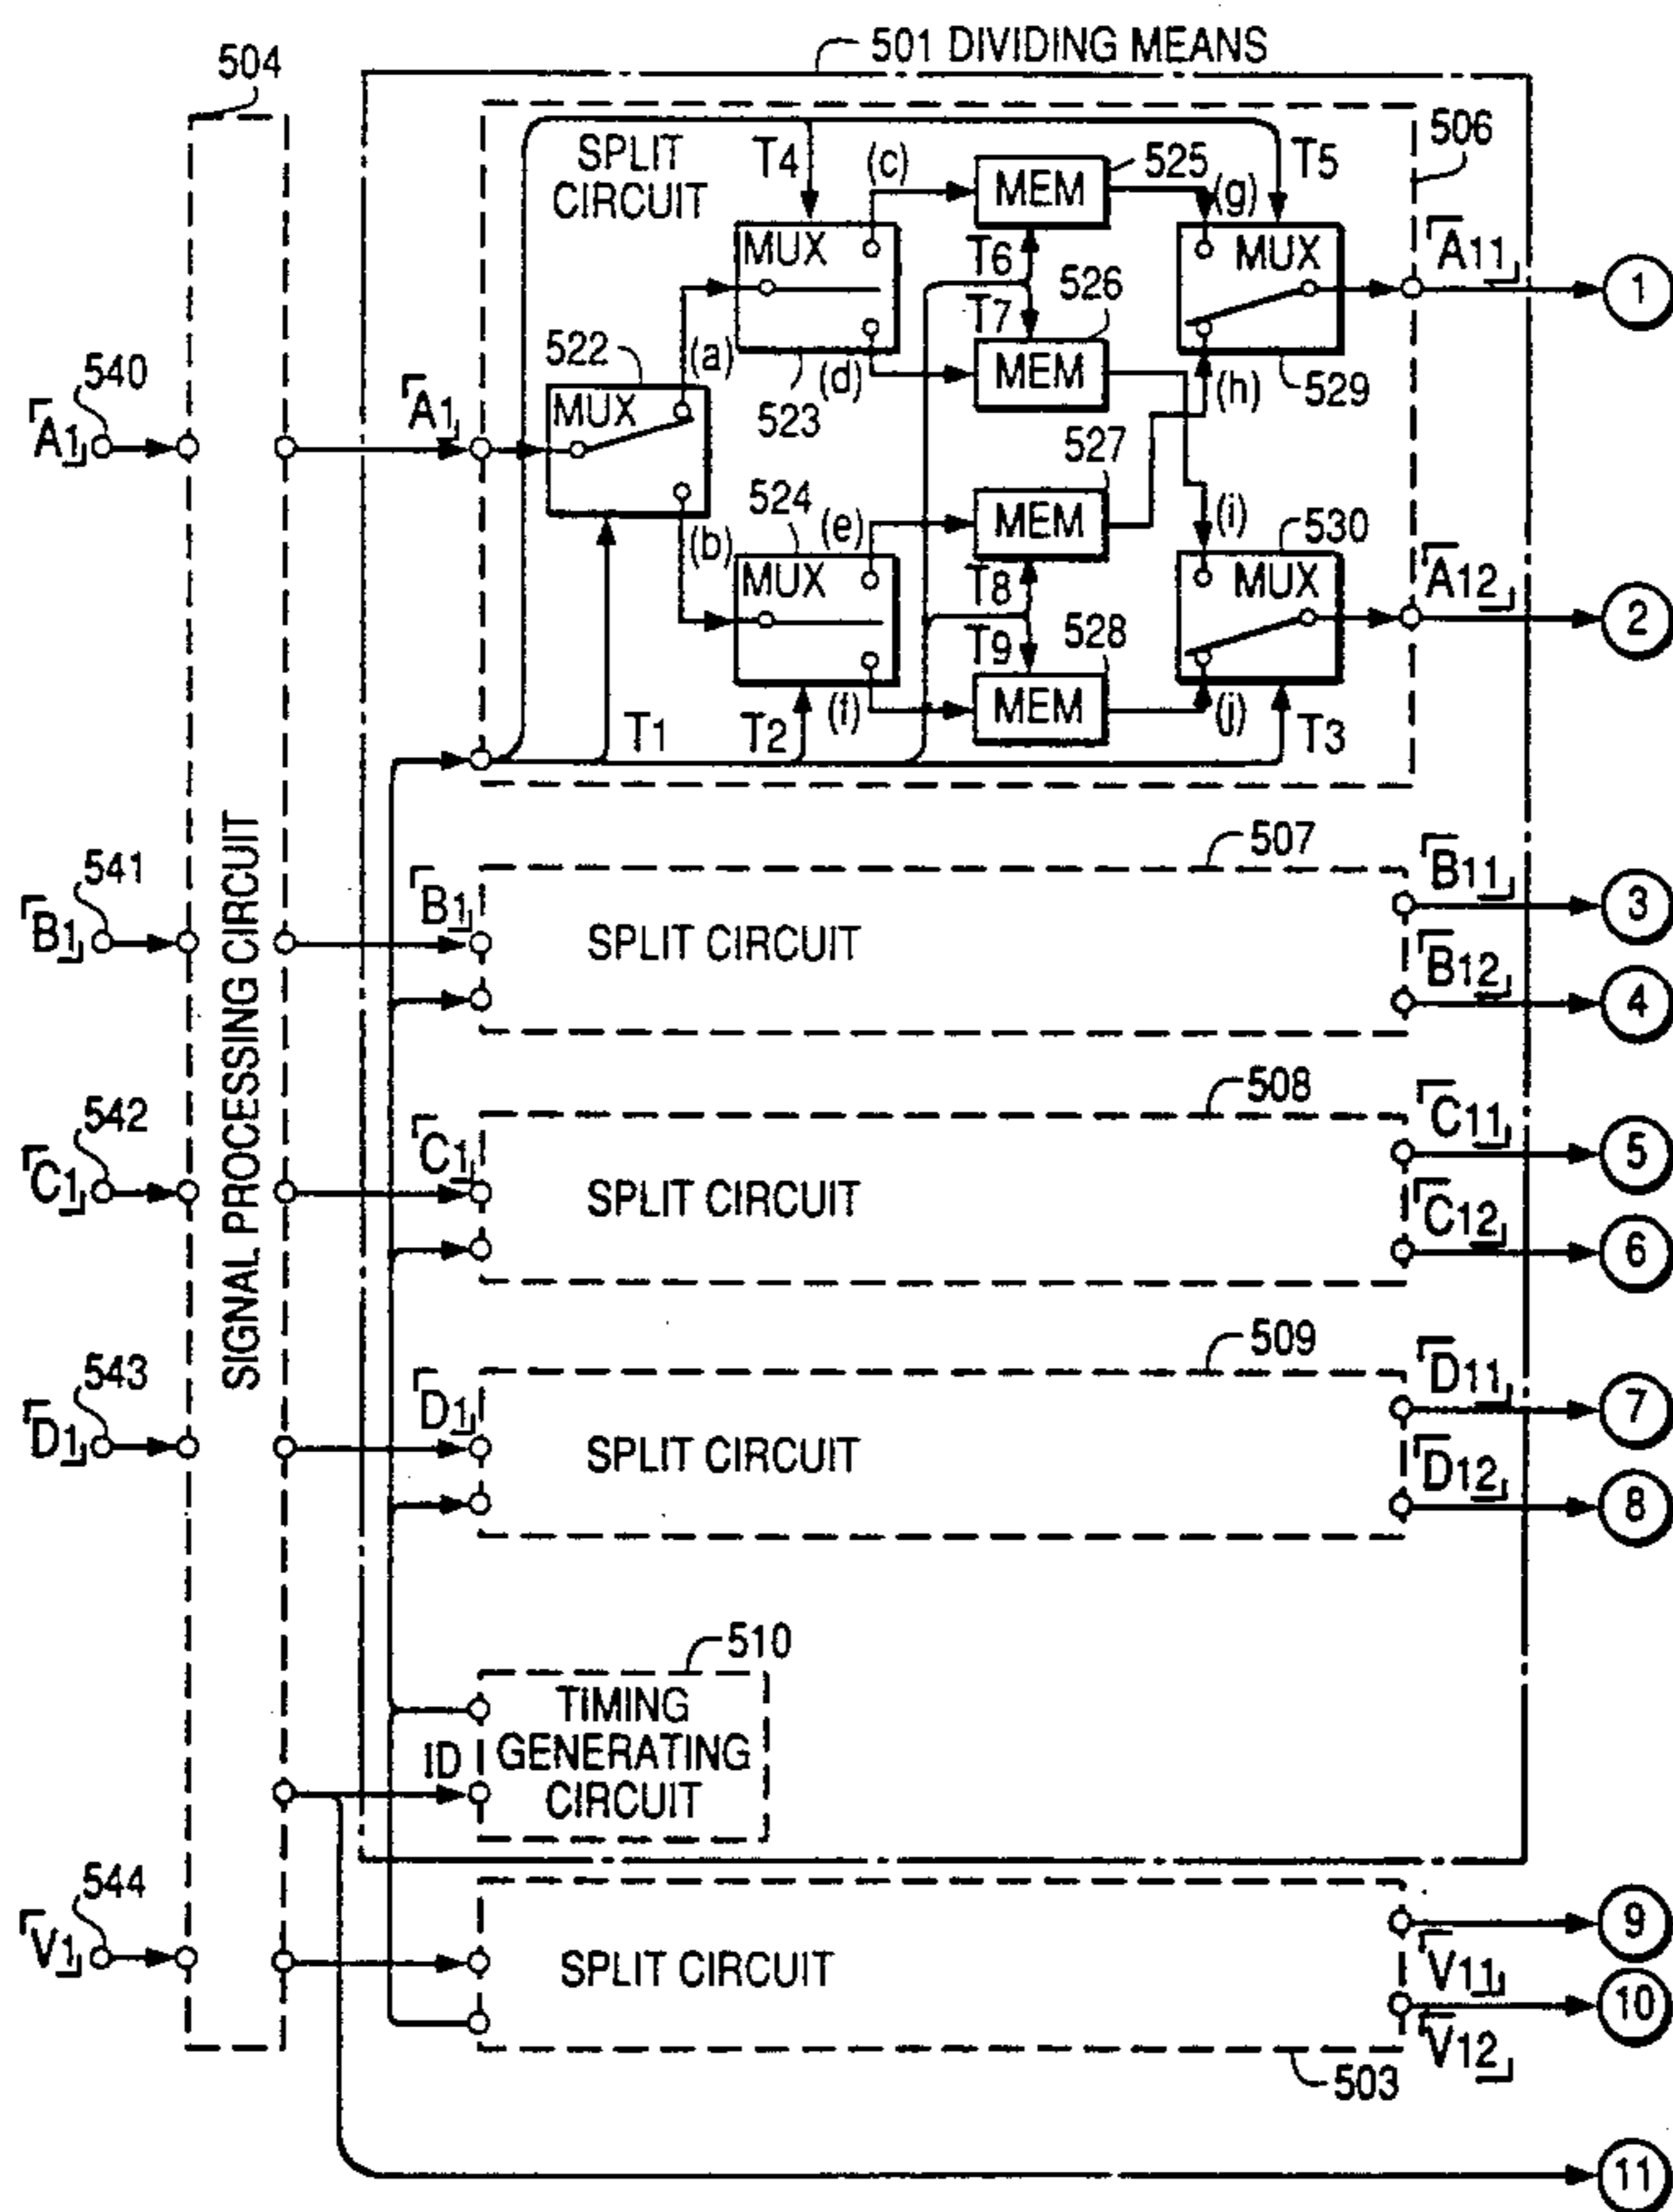 504
501 DIVIDING MEANS
506
SPLIT
CIRCUIT
T4
(c)
MEM
525
(g)
T5
MUX
T6
T7
526
MUX
「A11」
1
522
(a)
(d)
MEM
(h)
529
540
「A1」
「A1」
MUX
523
527
524
(e)
MEM
(i)
530
(b)
MUX
T8
T9
528
MUX
「A12」
2
(f)
MEM
(j)
T1
T2
T3
SIGNAL PROCESSING CIRCUIT
507
541
「B1」
「B1」
SPLIT CIRCUIT
「B11」
3
「B12」
4
508
542
「C1」
「C1」
SPLIT CIRCUIT
「C11」
5
「C12」
6
509
543
「D1」
「D1」
SPLIT CIRCUIT
「D11」
7
「D12」
8
510
TIMING
GENERATING
CIRCUIT
ID
544
「V1」
SPLIT CIRCUIT
9
「V11」
10
「V12」
503
11